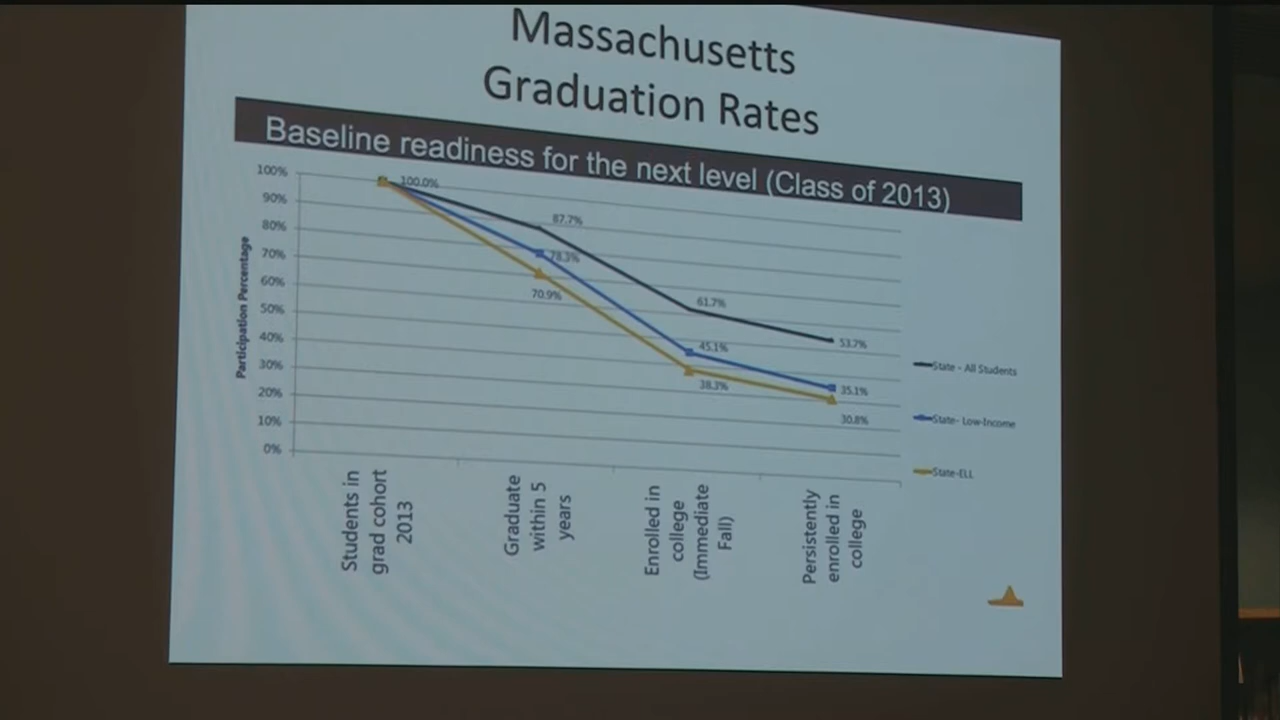 Massachusetts
Graduation Rates
Baseline readiness for the next level (Class of 2013)
Participation Percentage
100%
90%
80%
70%
60%
50%
40%
30%
20%
10%
0%
100.0%
87.7%
78.3%
70.9%
61.7%
45.1%
38.3%
53.7%
35.1%
30.8%
State - All Students
State- Low-Income
State-ELL
Students in
grad cohort
2013
Graduate
within 5
years
Enrolled in
college
(Immediate
Fall)
Persistently
enrolled in
college